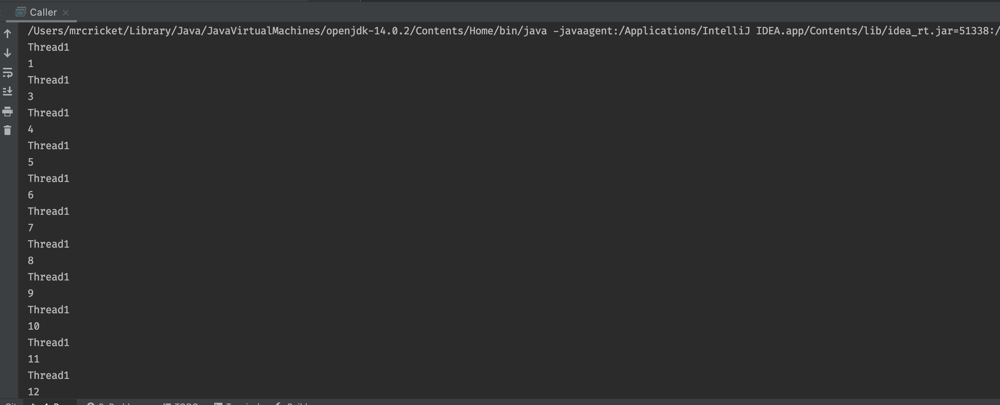 Caller
/Users/mrcricket/Library/Java/JavaVirtualMachines/openjdk-14.0.2/Contents/Home/bin/java -javaagent:/Applications/IntelliJ IDEA.app/Contents/lib/idea_rt.jar=51338:/
Thread1
1
Thread1
3
Thread1
4
Thread1
5
Thread1
6
Thread1
7
Thread1
8
Thread1
9
Thread1
10
Thread1
11
Thread1
12
TODO